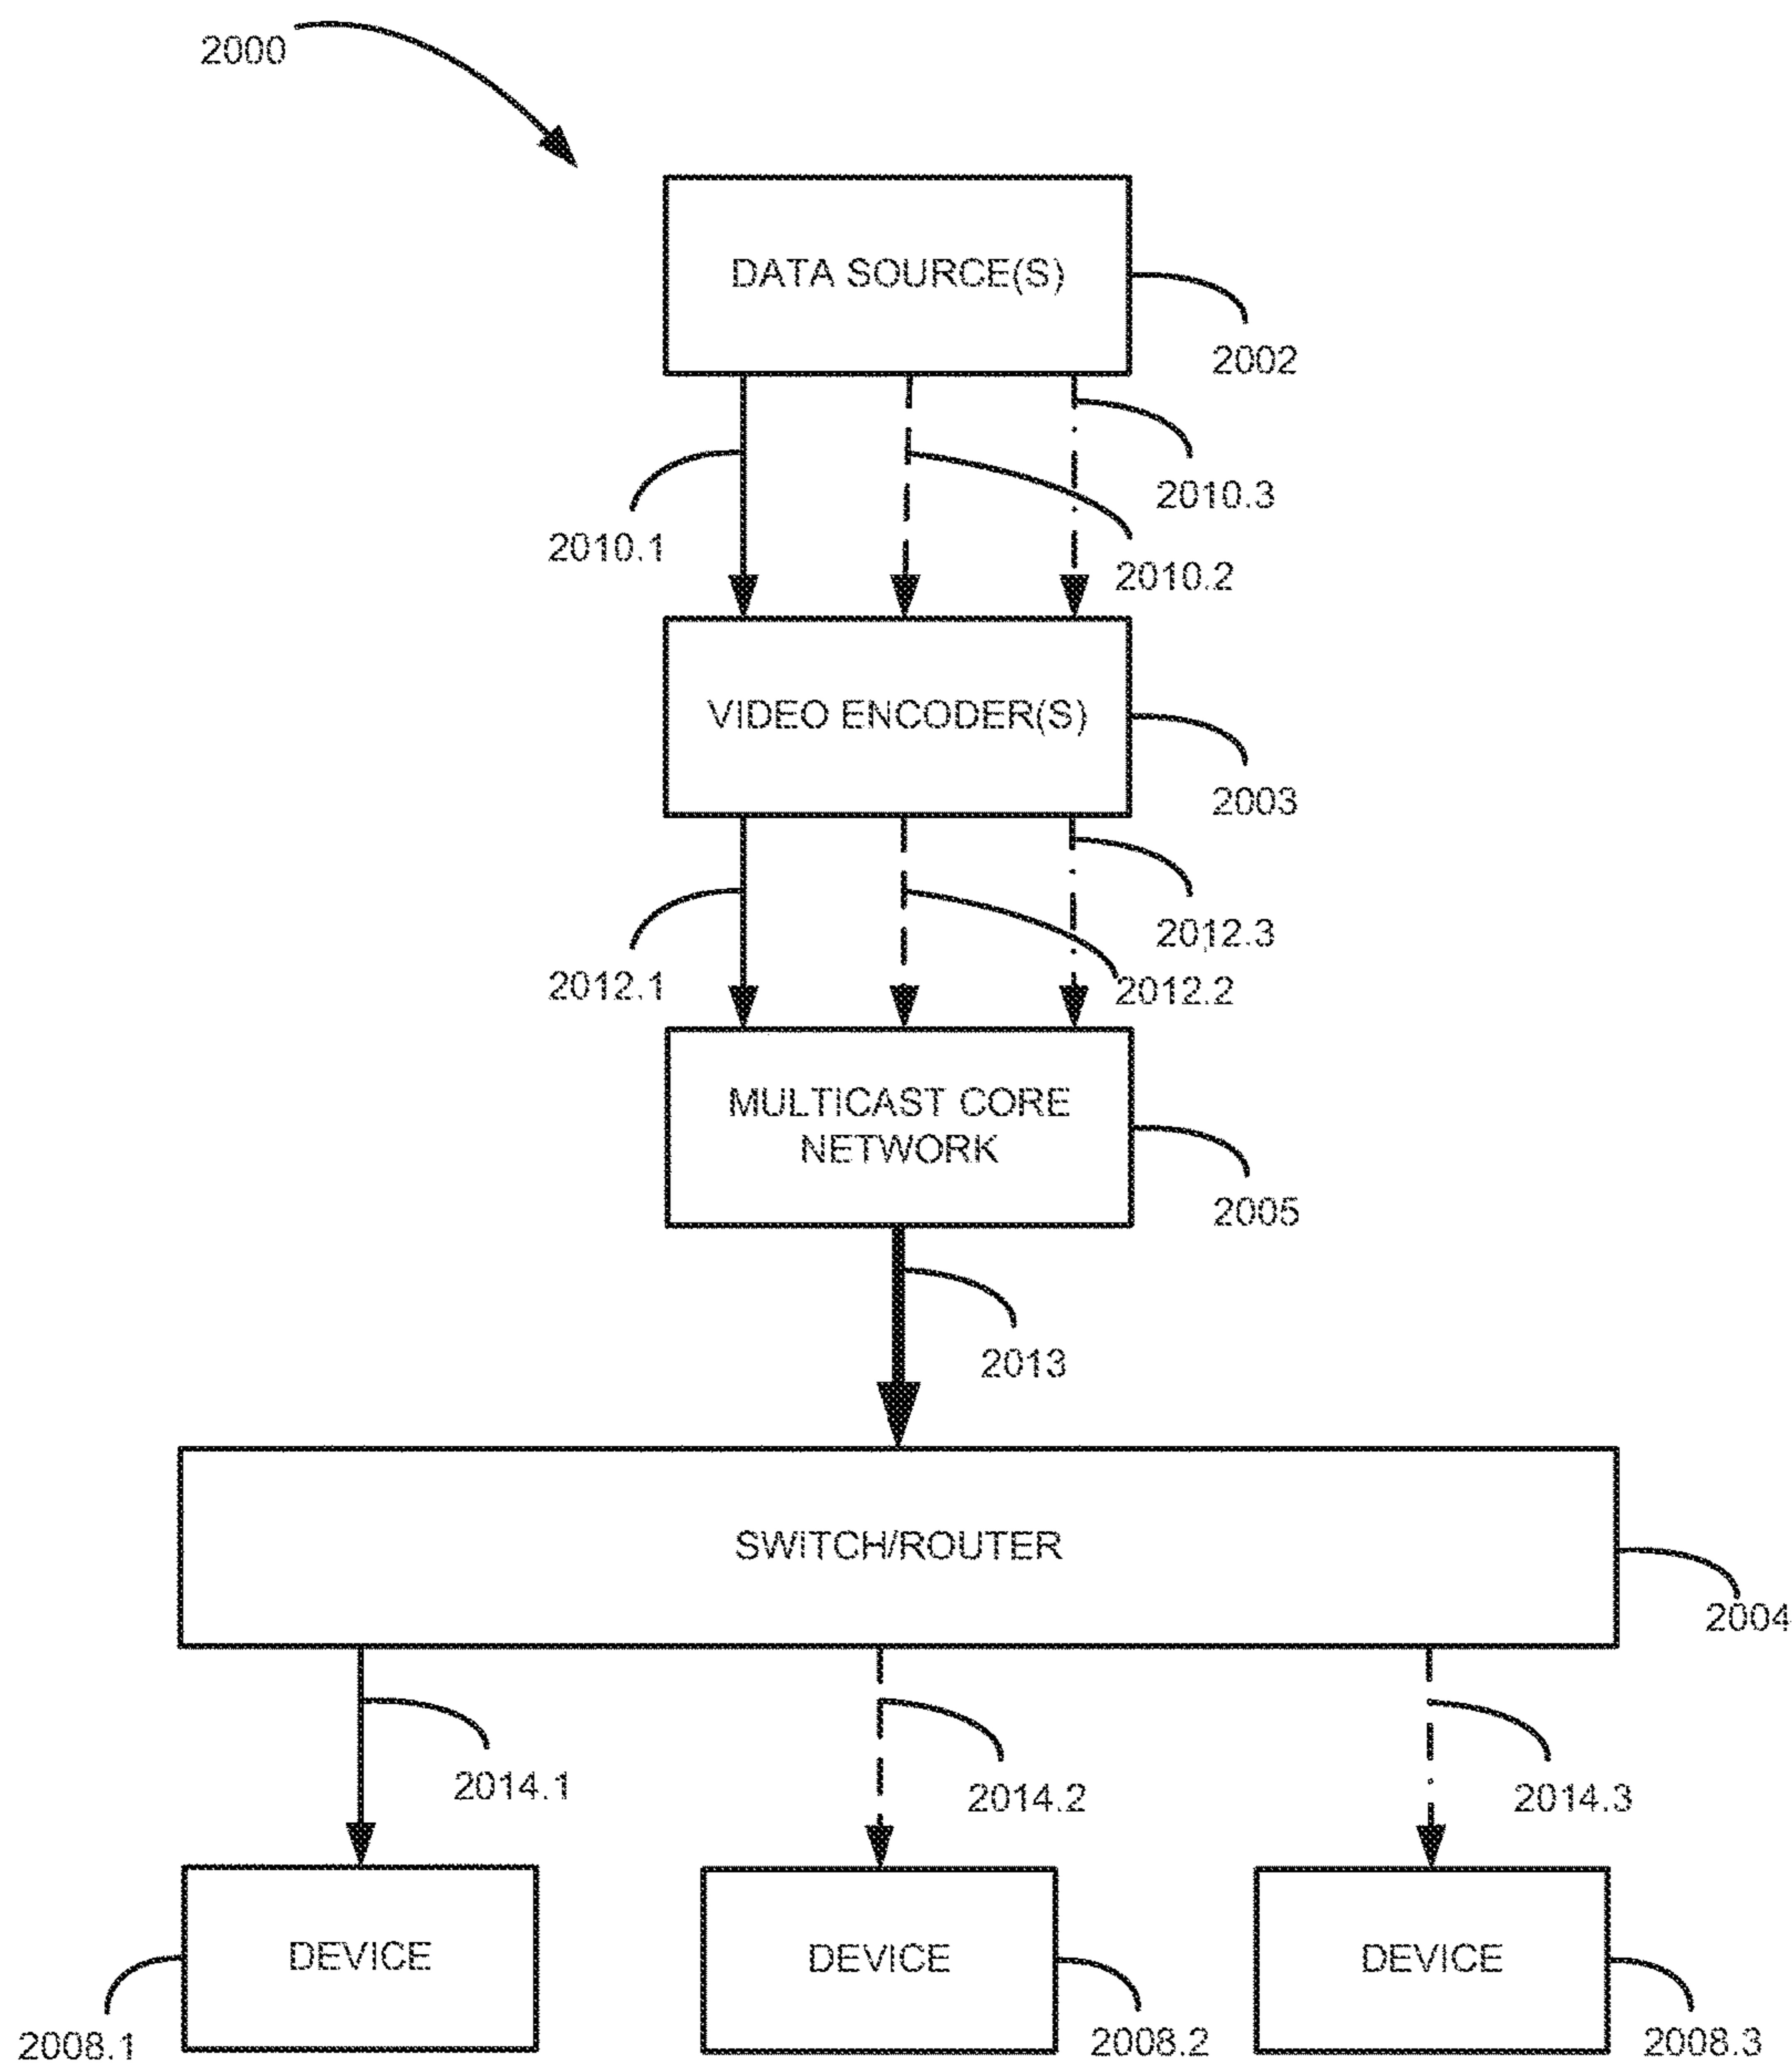 2000
DATA SOURCE(S)
2002
2010.3
2010.1
2010.2
VIDEO ENCODER(S)
2003
2012.3
2012.1
2012.2
MULTICAST CORE
NETWORK
2005
2013
SWITCH/ROUTER
2004
2014.1
2014.2
2014.3
DEVICE
DEVICE
DEVICE
2008.1
2008.2
2008.3